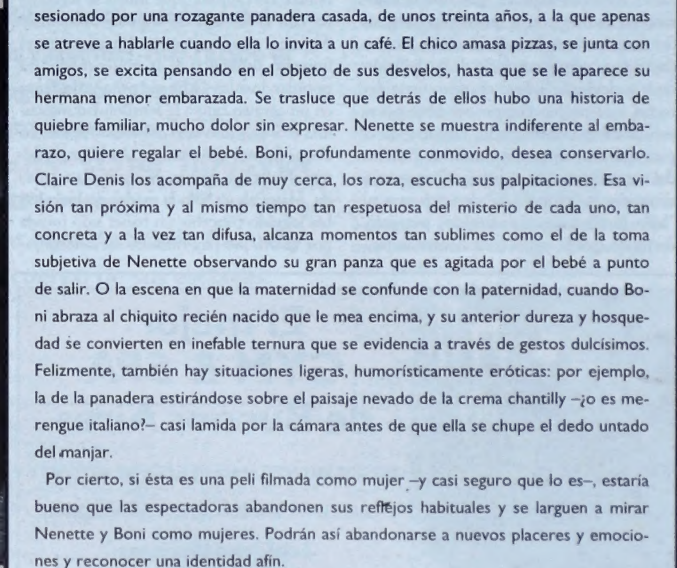 sesionado por una rozagante panadera casada, de unos treinta años, a la que apenas
se atreve a hablarle cuando ella lo invita a un café. El chico amasa pizzas, se junta con
amigos, se excita pensando en el objeto de sus desvelos, hasta que se le aparece su
hermana menor embarazada. Se trasluce que detrás de ellos hubo una historia de
quiebre familiar, mucho dolor sin expresar. Nenette se muestra indiferente al emba-
razo, quiere regalar el bebé. Boni, profundamente conmovido, desea conservarlo.
Claire Denis los acompaña de muy cerca, los roza, escucha sus palpitaciones. Esa vi-
sión tan próxima y al mismo tiempo tan respetuosa del misterio de cada uno, tan
concreta y a la vez tan difusa, alcanza momentos tan sublimes como el de la toma
subjetiva de Nenette observando su gran panza que es agitada por el bebé a punto
de salir. O la escena en que la maternidad se confunde con la paternidad, cuando Bo-
ni abraza al chiquito recién nacido que le mea encima, y su anterior dureza y hosque-
dad se convierten en inefable ternura que se evidencia a través de gestos dulcísimos.
Felizmente, también hay situaciones ligeras, humorísticamente eróticas: por ejemplo,
la de la panadera estirándose sobre el paisaje nevado de la crema chantilly –¿o es me-
rengue italiano?– casi lamida por la cámara antes de que ella se chupe el dedo untado
del manjar.
Por cierto, si ésta es una peli filmada como mujer –y casi seguro que lo es–, estaría
bueno que las espectadoras abandonen sus reflejos habituales y se larguen a mirar
Nenette y Boni como mujeres. Podrán así abandonarse a nuevos placeres y emocio-
nes y reconocer una identidad afín.